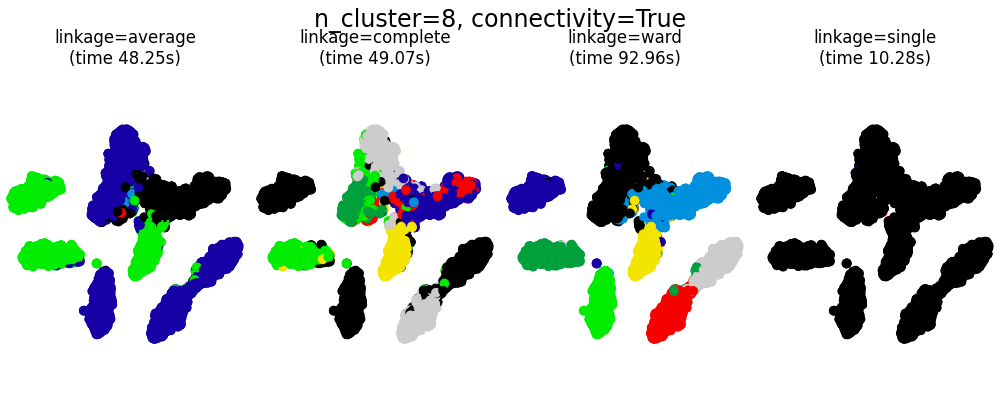 n_cluster=8, connectivity=True
linkage=average
(time 48.25s)
linkage=complete
(time 49.07s)
linkage=ward
(time 92.96s)
linkage=single
(time 10.28s)